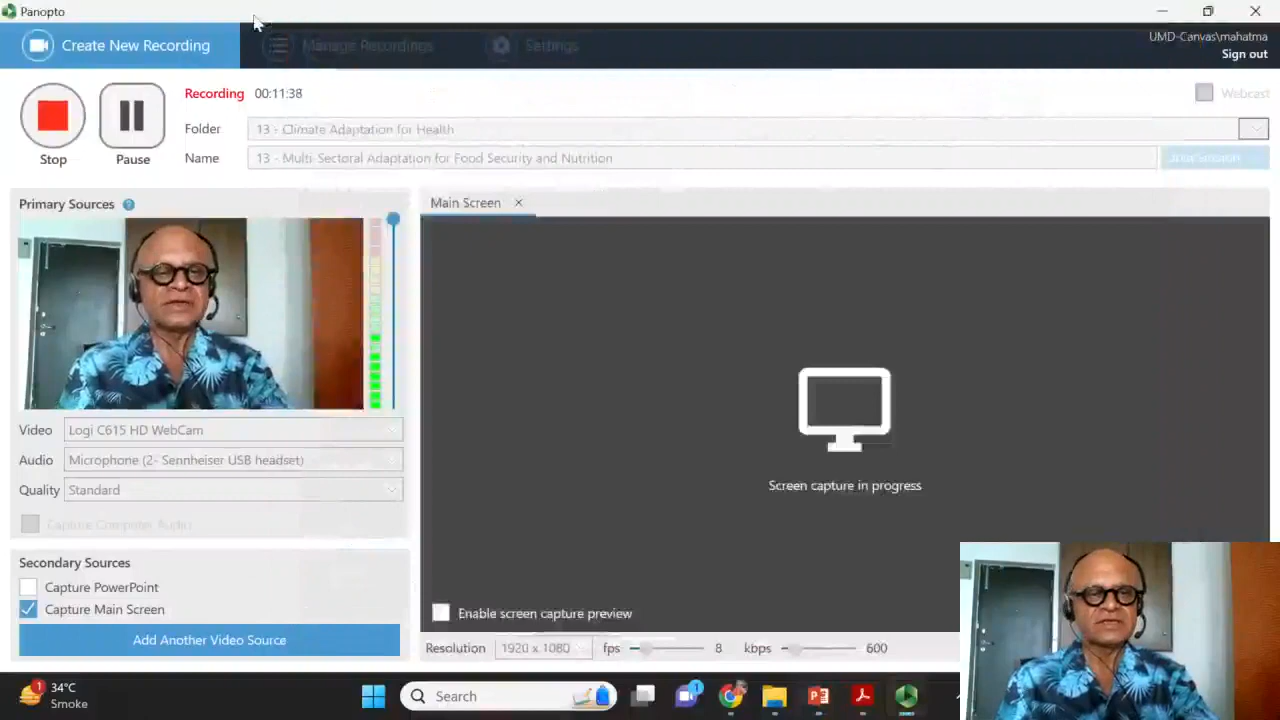 Panopto
Create New Recording
Manage Recordings
Settings
UMD-Canvas\mahatma
Sign out
Recording 00:11:38
Webcast
Stop
Pause
Folder 13 - Climate Adaptation for Health
Name 13 - Multi-Sectoral Adaptation for Food Security and Nutrition
Join Session
Primary Sources ?
Main Screen
Video Logi C615 HD WebCam
Audio Microphone (2- Sennheiser USB headset)
Quality Standard
Capture Computer Audio
Screen capture in progress
Secondary Sources
Capture PowerPoint
Capture Main Screen
Add Another Video Source
Enable screen capture preview
Resolution 1920 x 1080 fps 8 kbps 600
1
34°C
Smoke
Search
1